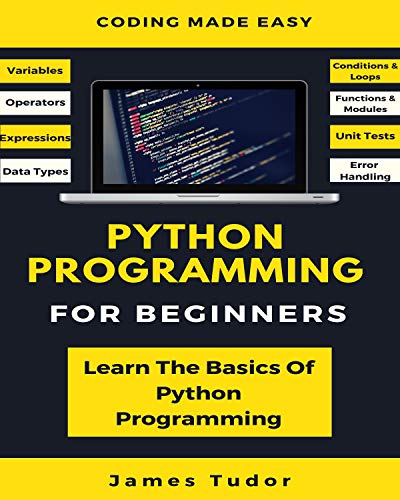 CODING MADE EASY
Variables
Operators
Expressions
Data Types
Conditions &
Loops
Functions &
Modules
Unit Tests
Error
Handling
PYTHON
PROGRAMMING
FOR BEGINNERS
Learn The Basics Of
Python
Programming
James Tudor